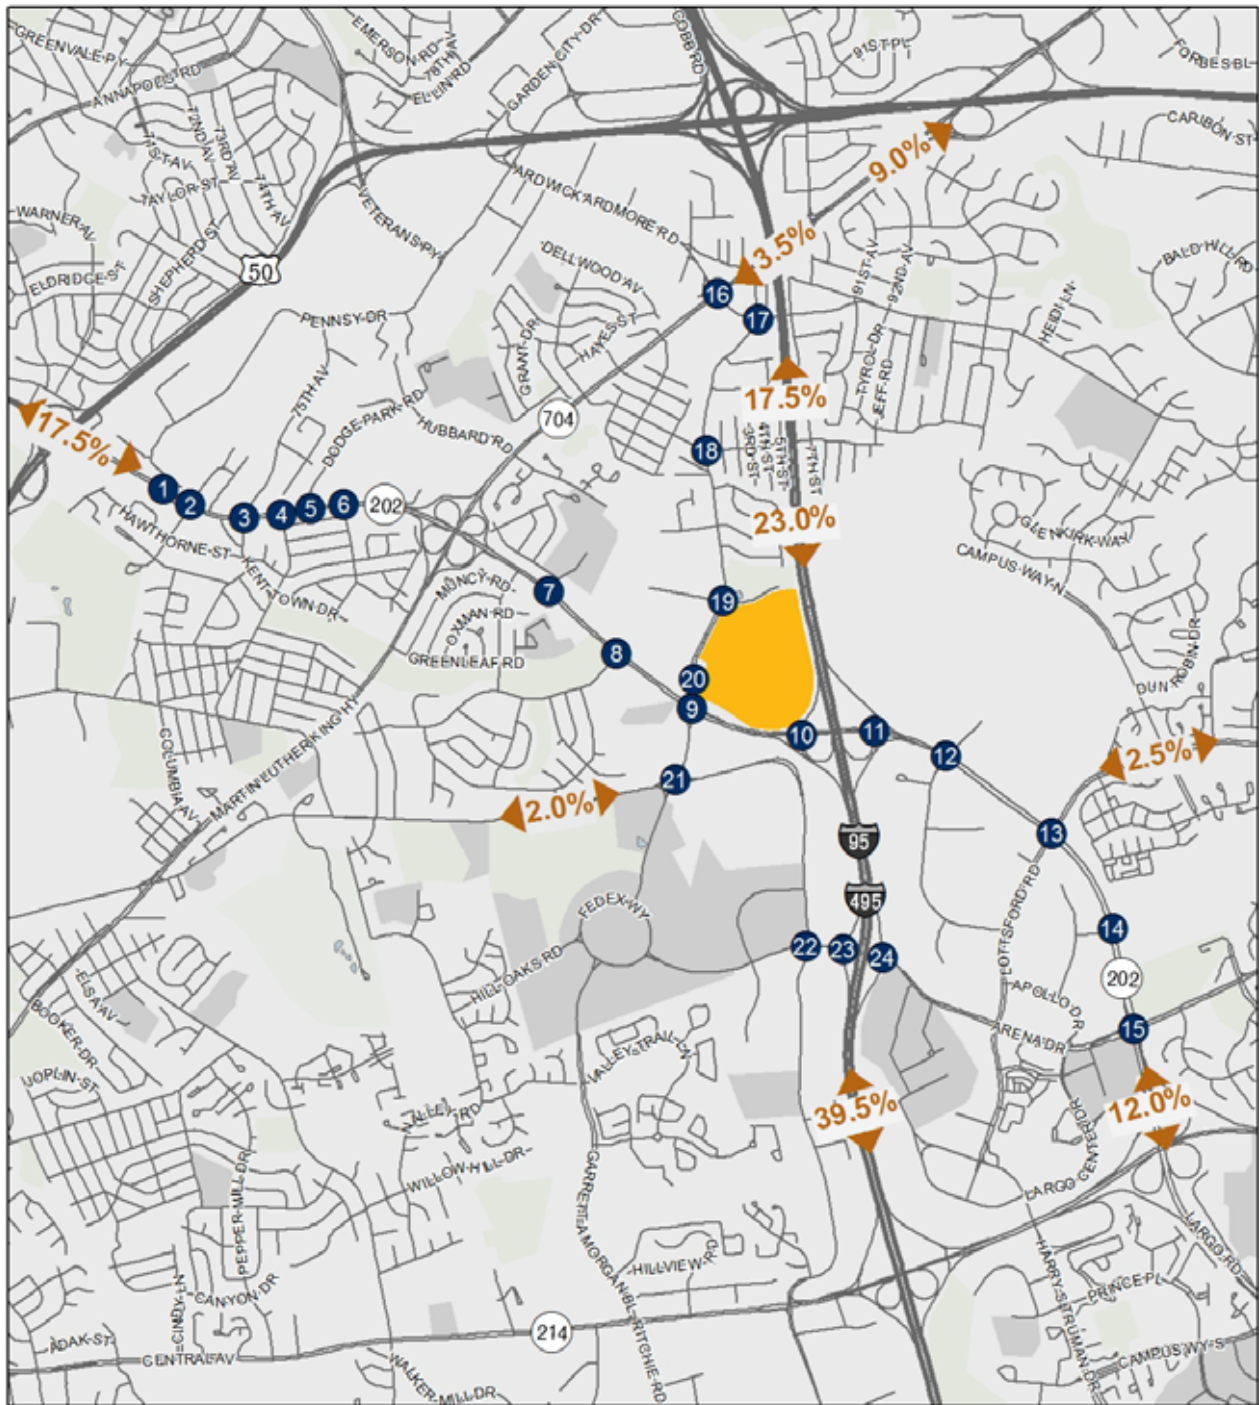 GREENVALE PY
ANNAPOLIS RD
EMERSON RD
78TH AV
ELLIN RD
GARDEN CITY DR
COBB RD
91ST PL
FORBES BL
CARIBON ST
72ND AV
73RD AV
71ST AV
TAYLOR ST
74TH AV
9.0%
WARNER AV
SHEPHERD ST
VETERANS PY
ARDWICK ARDMORE RD
3.5%
91ST AV
92ND AV
BALD HILL RD
ELDRIDGE ST
50
DELLWOOD AV
16
17
HEIDI LN
PENNSY DR
HAYES ST
GRANT DR
TYROL DR
JEFF RD
17.5%
75TH AV
DODGE PARK RD
HUBBARD RD
704
17.5%
18
3RD ST
4TH ST
5TH ST
7TH ST
1
2
3
4
5
6
202
23.0%
HAWTHORNE ST
KENT TOWN DR
GLENKIRK WAY
CAMPUS WAY N
MUNCY RD
7
OXMAN RD
GREENLEAF RD
8
19
DUN ROBIN DR
20
9
10
11
12
COLUMBIA AV
MARTIN LUTHER KING HY
2.0%
21
2.5%
13
95
495
FEDEX WY
LOTTSFORD RD
14
22
23
24
202
HILL OAKS RD
APOLLO DR
ARENA DR
15
ELSA AV
BOOKER DR
JOPLIN ST
VALLEY TRAIL LN
39.5%
12.0%
LARGO CENTER DR
WILLOW HILL DR
PEPPER MILL DR
GARRETT A MORGAN BL
RITCHIE RD
HILLVIEW RD
HARRY S TRUMAN DR
LARGO RD
PRINCE PL
CANYON DR
CINDY LN
ADAK ST
CENTRAL AV
214
WALKER MILL DR
CAMPUS WY S